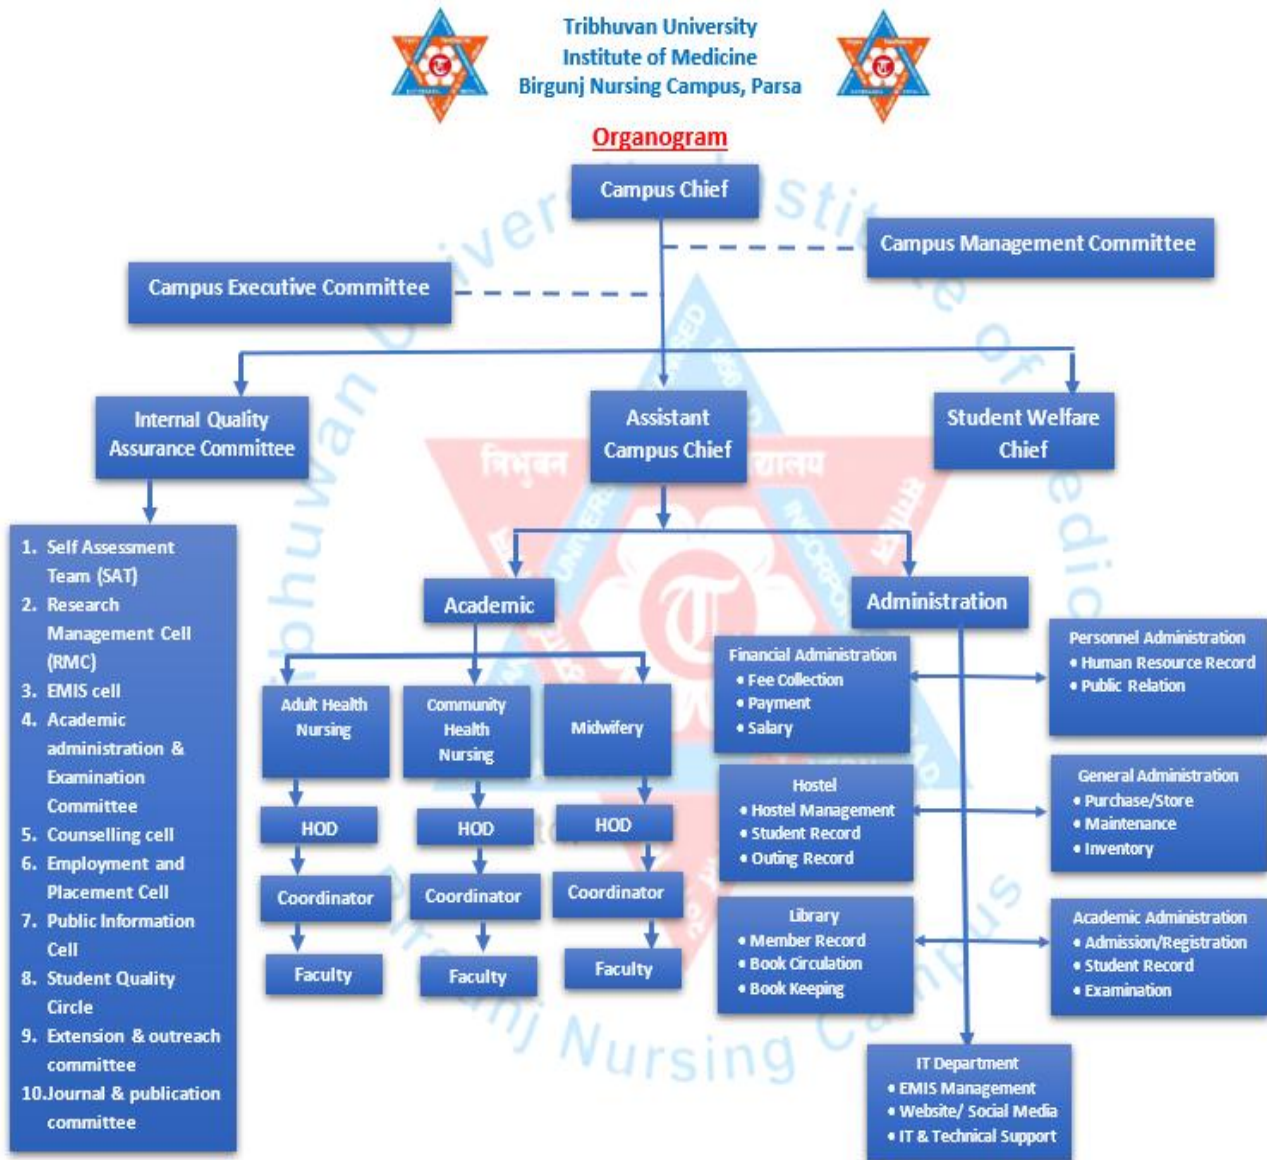 Tribhuvan University
Institute of Medicine
Birgunj Nursing Campus, Parsa
Organogram
Campus Chief
Campus Management Committee
Campus Executive Committee
Internal Quality
Assurance Committee
Assistant
Campus Chief
Student Welfare
Chief
1. Self Assessment
Team (SAT)
2. Research
Management Cell
(RMC)
3. EMIS cell
4. Academic
administration &
Examination
Committee
5. Counselling cell
6. Employment and
Placement Cell
7. Public Information
Cell
8. Student Quality
Circle
9. Extension & outreach
committee
10.Journal & publication
committee
Academic
Administration
Adult Health
Nursing
Community
Health
Nursing
Midwifery
HOD
HOD
HOD
Coordinator
Coordinator
Coordinator
Faculty
Faculty
Faculty
Financial Administration
• Fee Collection
• Payment
• Salary
Personnel Administration
• Human Resource Record
• Public Relation
Hostel
• Hostel Management
• Student Record
• Outing Record
General Administration
• Purchase/Store
• Maintenance
• Inventory
Library
• Member Record
• Book Circulation
• Book Keeping
Academic Administration
• Admission/Registration
• Student Record
• Examination
IT Department
• EMIS Management
• Website/ Social Media
• IT & Technical Support
त्रिभुवन
Nursing Campus